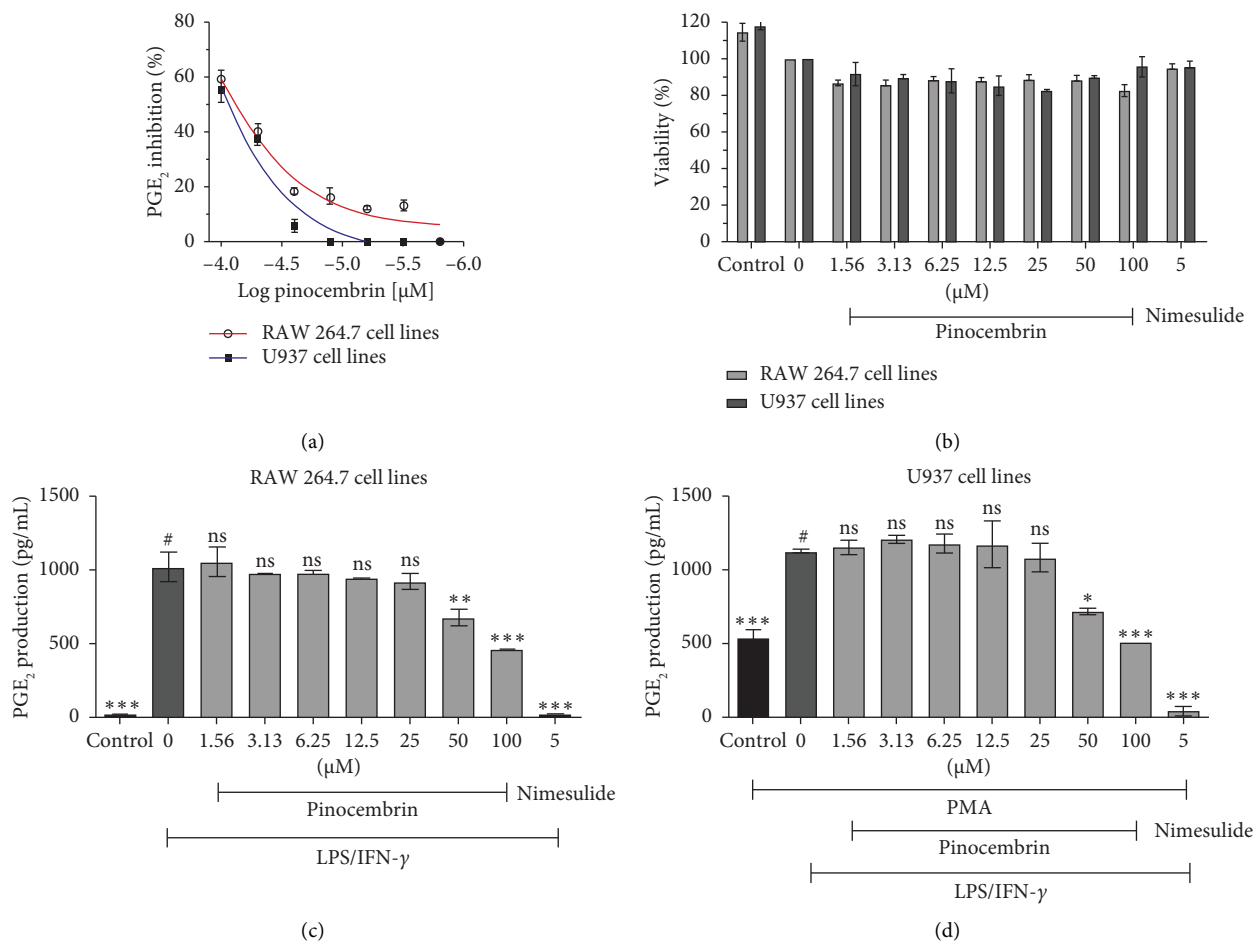 80
60
40
20
0
PGE2 inhibition (%)
–4.0 –4.5 –5.0 –5.5 –6.0
Log pinocembrin [µM]
RAW 264.7 cell lines
U937 cell lines
(a)
120
100
80
60
40
20
0
Viability (%)
Control 0 1.56 3.13 6.25 12.5 25 50 100 5
(µM)
Pinocembrin
Nimesulide
RAW 264.7 cell lines
U937 cell lines
(b)
RAW 264.7 cell lines
1500
1000
500
0
PGE2 production (pg/mL)
*** # ns ns ns ns ns ** *** ***
Control 0 1.56 3.13 6.25 12.5 25 50 100 5
(µM)
Pinocembrin
Nimesulide
LPS/IFN-γ
(c)
U937 cell lines
1500
1000
500
0
PGE2 production (pg/mL)
*** # ns ns ns ns ns * *** ***
Control 0 1.56 3.13 6.25 12.5 25 50 100 5
(µM)
PMA
Pinocembrin
Nimesulide
LPS/IFN-γ
(d)